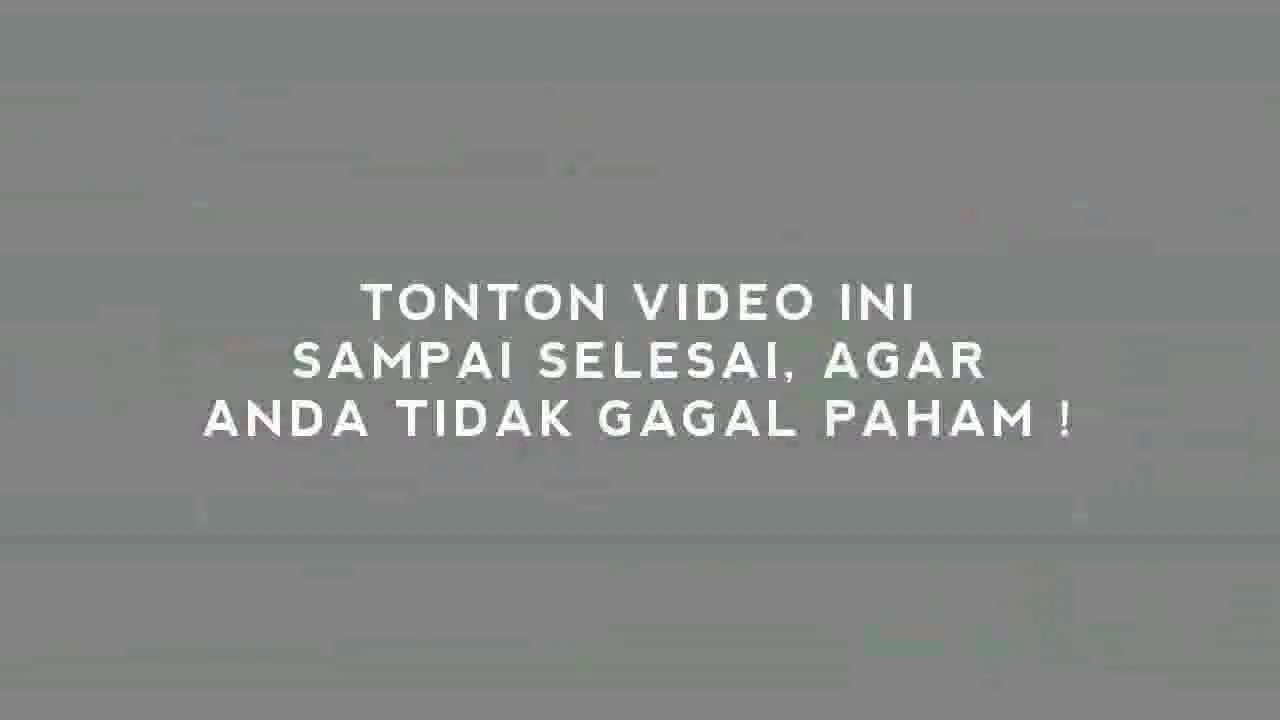 TONTON VIDEO INI
SAMPAI SELESAI, AGAR
ANDA TIDAK GAGAL PAHAM !